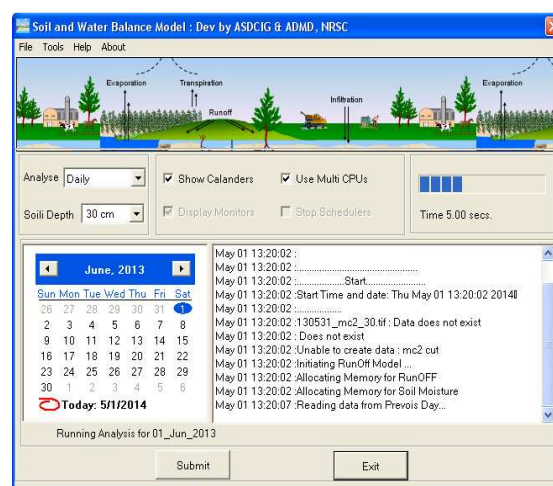 Soil and Water Balance Model : Dev by ASDCIG & ADMD, NRSC
File Tools Help About
Evaporation Transpiration Runoff Infiltration Evaporation
Analyse Daily
Soili Depth 30 cm
Show Calanders Use Multi CPUs
Display Monitors Stop Schedulers
Time 5.00 secs.
June, 2013
Sun Mon Tue Wed Thu Fri Sat
26 27 28 29 30 31 1
2 3 4 5 6 7 8
9 10 11 12 13 14 15
16 17 18 19 20 21 22
23 24 25 26 27 28 29
30 1 2 3 4 5 6
Today: 5/1/2014
May 01 13:20:02 :
May 01 13:20:02 :..........................................
May 01 13:20:02 :................Start................
May 01 13:20:02 :Start Time and date: Thu May 01 13:20:02 2014
May 01 13:20:02 :................
May 01 13:20:02 :130531_mc2_30.tif : Data does not exist
May 01 13:20:02 : Does not exist
May 01 13:20:02 :Unable to create data : mc2 cut
May 01 13:20:02 :Initiating RunOff Model ...
May 01 13:20:02 :Allocating Memory for RunOFF
May 01 13:20:02 :Allocating Memory for Soil Moisture
May 01 13:20:07 :Reading data from Prevois Day...
Running Analysis for 01_Jun_2013
Submit Exit